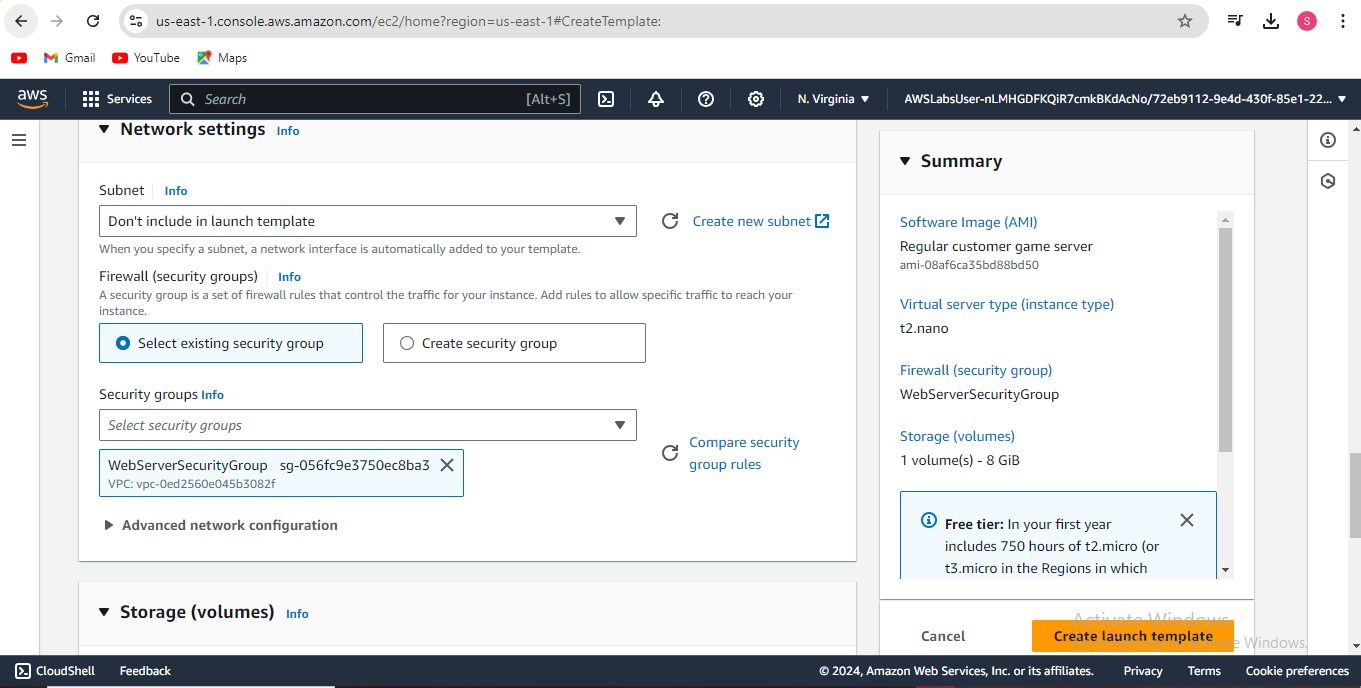 us-east-1.console.aws.amazon.com/ec2/home?region=us-east-1#CreateTemplate:
S
Gmail
YouTube
Maps
aws
Services
Search
[Alt+S]
N. Virginia
AWSLabsUser-nLMHGDFKQiR7cmkBKdAcNo/72eb9112-9e4d-430f-85e1-22...
Network settings Info
Subnet Info
Don't include in launch template
Create new subnet
When you specify a subnet, a network interface is automatically added to your template.
Firewall (security groups) Info
A security group is a set of firewall rules that control the traffic for your instance. Add rules to allow specific traffic to reach your
instance.
Select existing security group
Create security group
Security groups Info
Select security groups
Compare security
group rules
WebServerSecurityGroup sg-056fc9e3750ec8ba3
VPC: vpc-0ed2560e045b3082f
Advanced network configuration
Storage (volumes) Info
Summary
Software Image (AMI)
Regular customer game server
ami-08af6ca35bd88bd50
Virtual server type (instance type)
t2.nano
Firewall (security group)
WebServerSecurityGroup
Storage (volumes)
1 volume(s) - 8 GiB
Free tier: In your first year
includes 750 hours of t2.micro (or
t3.micro in the Regions in which
Activate Windows
Cancel
Create launch template
Windows.
CloudShell
Feedback
© 2024, Amazon Web Services, Inc. or its affiliates.
Privacy
Terms
Cookie preferences